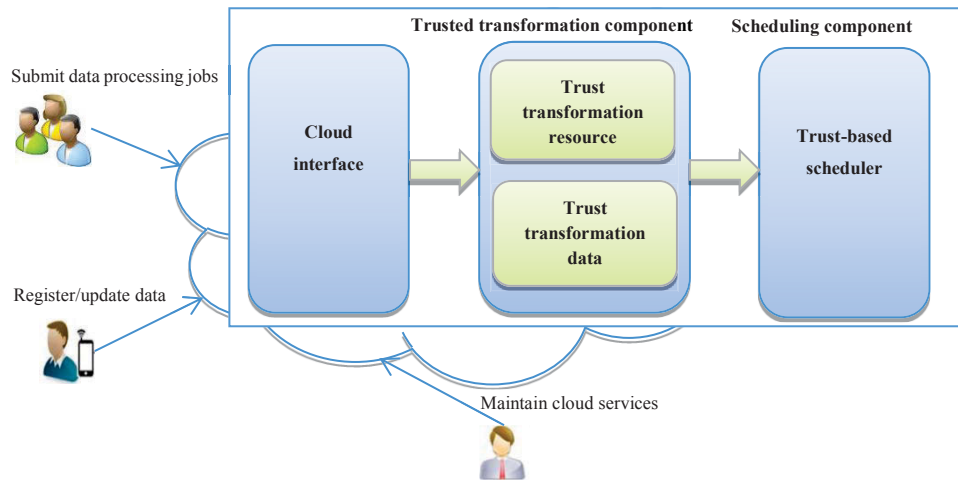 Trusted transformation component
Scheduling component
Submit data processing jobs
Cloud
interface
Trust
transformation
resource
Trust
transformation
data
Trust-based
scheduler
Register/update data
Maintain cloud services